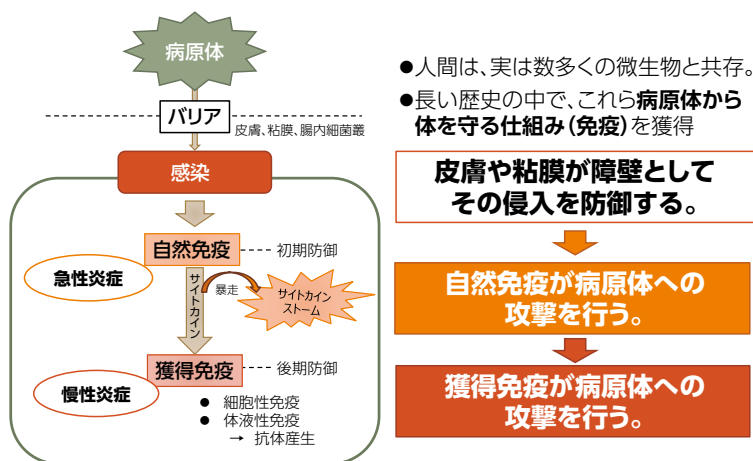 病原体
バリア
皮膚、粘膜、腸内細菌叢
感染
自然免疫
初期防御
急性炎症
サイトカイン
暴走
サイトカイン
ストーム
獲得免疫
後期防御
慢性炎症
● 細胞性免疫
● 体液性免疫
→ 抗体産生
●人間は、実は数多くの微生物と共存。
●長い歴史の中で、これら病原体から
体を守る仕組み(免疫)を獲得
皮膚や粘膜が障壁として
その侵入を防御する。
自然免疫が病原体への
攻撃を行う。
獲得免疫が病原体への
攻撃を行う。